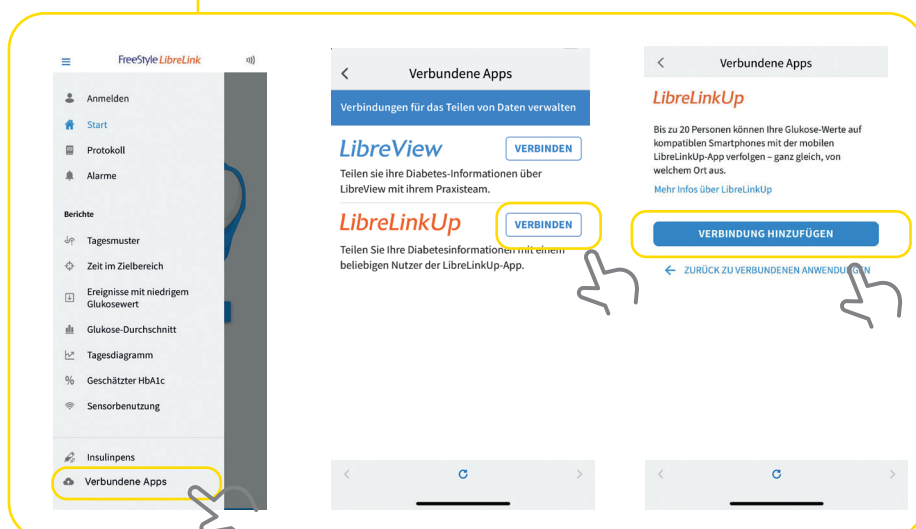 FreeStyle LibreLink
Anmelden
Start
Protokoll
Alarme
Berichte
Tagesmuster
Zeit im Zielbereich
Ereignisse mit niedrigem
Glukosewert
Glukose-Durchschnitt
Tagesdiagramm
% Geschätzter HbA1c
Sensorbenutzung
Insulinpens
Verbundene Apps
Verbundene Apps
Verbindungen für das Teilen von Daten verwalten
LibreView
VERBINDEN
Teilen sie ihre Diabetes-Informationen über
LibreView mit ihrem Praxisteam.
LibreLinkUp
VERBINDEN
Teilen Sie Ihre Diabetesinformationen mit einem
beliebigen Nutzer der LibreLinkUp-App.
Verbundene Apps
LibreLinkUp
Bis zu 20 Personen können Ihre Glukose-Werte auf
kompatiblen Smartphones mit der mobilen
LibreLinkUp-App verfolgen – ganz gleich, von
welchem Ort aus.
Mehr Infos über LibreLinkUp
VERBINDUNG HINZUFÜGEN
ZURÜCK ZU VERBUNDENEN ANWENDUNGEN